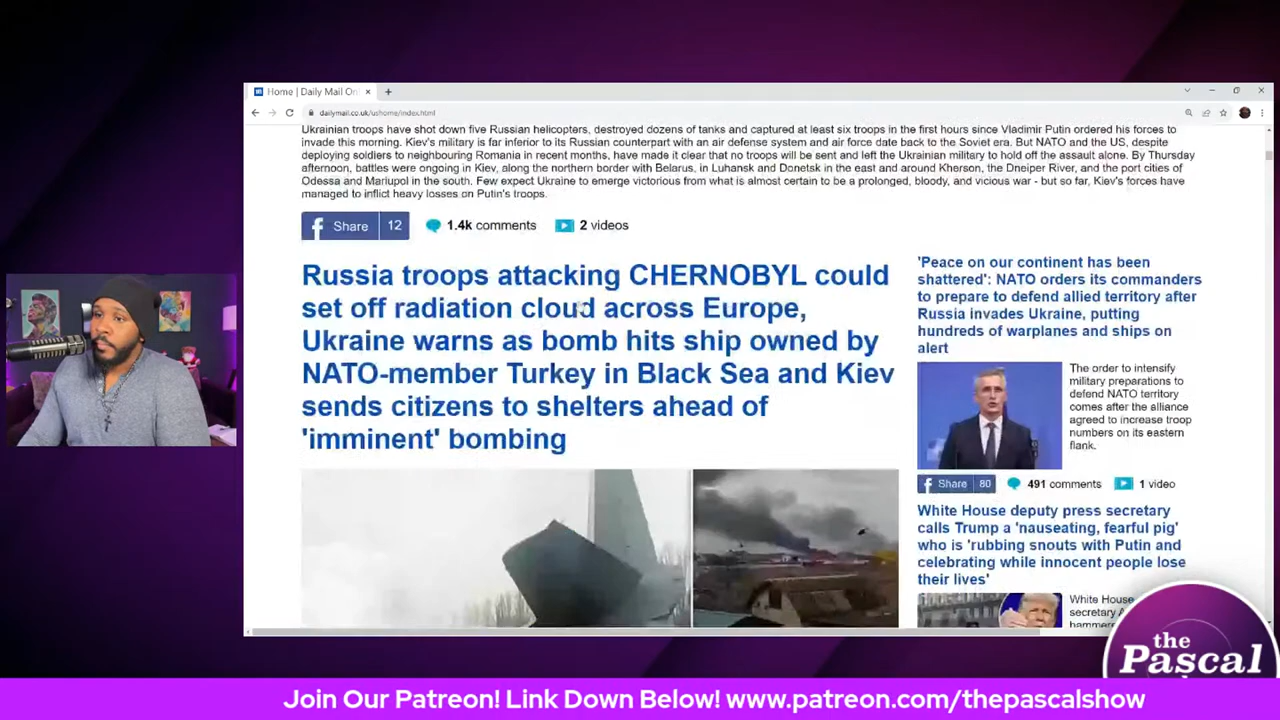 Home | Daily Mail Onl
dailymail.co.uk/ushome/index.html
Ukrainian troops have shot down five Russian helicopters, destroyed dozens of tanks and captured at least six troops in the first hours since Vladimir Putin ordered his forces to
invade this morning. Kiev's military is far inferior to its Russian counterpart with an air defense system and air force date back to the Soviet era. But NATO and the US, despite
deploying soldiers to neighbouring Romania in recent months, have made it clear that no troops will be sent and left the Ukrainian military to hold off the assault alone. By Thursday
afternoon, battles were ongoing in Kiev, along the northern border with Belarus, in Luhansk and Donetsk in the east and around Kherson, the Dneiper River, and the port cities of
Odessa and Mariupol in the south. Few expect Ukraine to emerge victorious from what is almost certain to be a prolonged, bloody, and vicious war - but so far, Kiev's forces have
managed to inflict heavy losses on Putin's troops.
Share 12 1.4k comments 2 videos
Russia troops attacking CHERNOBYL could
set off radiation cloud across Europe,
Ukraine warns as bomb hits ship owned by
NATO-member Turkey in Black Sea and Kiev
sends citizens to shelters ahead of
'imminent' bombing
'Peace on our continent has been
shattered': NATO orders its commanders
to prepare to defend allied territory after
Russia invades Ukraine, putting
hundreds of warplanes and ships on
alert
The order to intensify
military preparations to
defend NATO territory
comes after the alliance
agreed to increase troop
numbers on its eastern
flank.
Share 80 491 comments 1 video
White House deputy press secretary
calls Trump a 'nauseating, fearful pig'
who is 'rubbing snouts with Putin and
celebrating while innocent people lose
their lives'
White House
secretary A
hammer
the
Pascal
Join Our Patreon! Link Down Below! www.patreon.com/thepascalshow